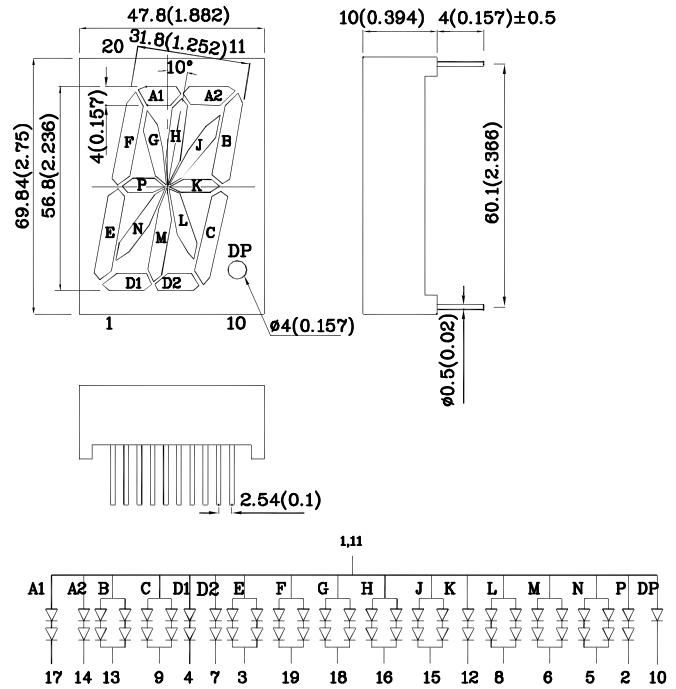 47.8(1.882)
10(0.394) 4(0.157)±0.5
20 31.8(1.252) 11
10°
A1 A2
4(0.157)
F G H J B
69.84(2.75)
56.8(2.236)
60.1(2.366)
P K
E N M L C
DP
D1 D2
1 10 ø4(0.157)
ø0.5(0.02)
2.54(0.1)
1,11
A1 A2 B C D1 D2 E F G H J K L M N P DP
17 14 13 9 4 7 3 19 18 16 15 12 8 6 5 2 10